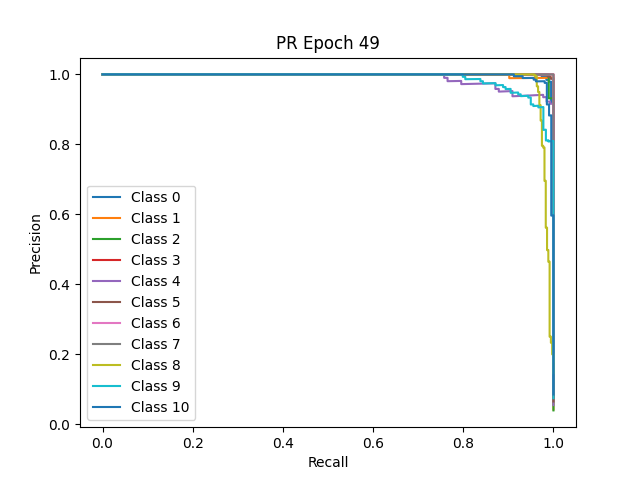 PR Epoch 49
1.0
0.8
0.6
0.4
0.2
0.0
Precision
Class 0
Class 1
Class 2
Class 3
Class 4
Class 5
Class 6
Class 7
Class 8
Class 9
Class 10
0.0 0.2 0.4 0.6 0.8 1.0
Recall